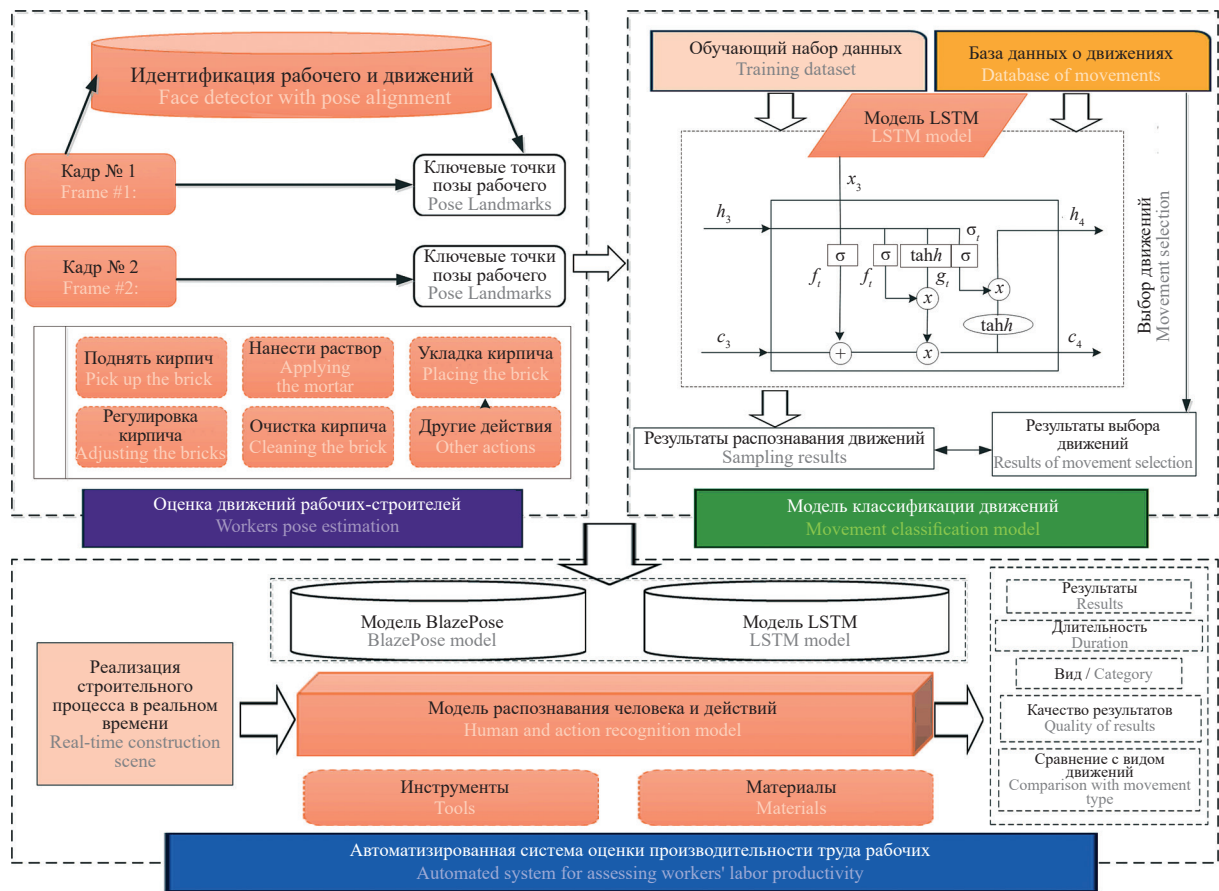 Идентификация рабочего и движений
Face detector with pose alignment
Кадр № 1
Frame #1:
Ключевые точки
позы рабочего
Pose Landmarks
Кадр № 2
Frame #2:
Ключевые точки
позы рабочего
Pose Landmarks
Поднять кирпич
Pick up the brick
Нанести раствор
Applying
the mortar
Укладка кирпича
Placing the brick
Регулировка
кирпича
Adjusting the bricks
Очистка кирпича
Cleaning the brick
Другие действия
Other actions
Оценка движений рабочих-строителей
Workers pose estimation
Обучающий набор данных
Training dataset
База данных о движениях
Database of movements
Модель LSTM
LSTM model
x3
h3
h4
σt
σ
σ
tahh
σ
ft
ft
gt
x
x
tahh
c3
c4
+
x
Выбор движений
Movement selection
Результаты распознавания движений
Sampling results
Результаты выбора
движений
Results of movement selection
Модель классификации движений
Movement classification model
Модель BlazePose
BlazePose model
Модель LSTM
LSTM model
Реализация
строительного
процесса в реальном
времени
Real-time construction
scene
Модель распознавания человека и действий
Human and action recognition model
Инструменты
Tools
Материалы
Materials
Результаты
Results
Длительность
Duration
Вид / Category
Качество результатов
Quality of results
Сравнение с видом
движений
Comparison with movement
type
Автоматизированная система оценки производительности труда рабочих
Automated system for assessing workers' labor productivity